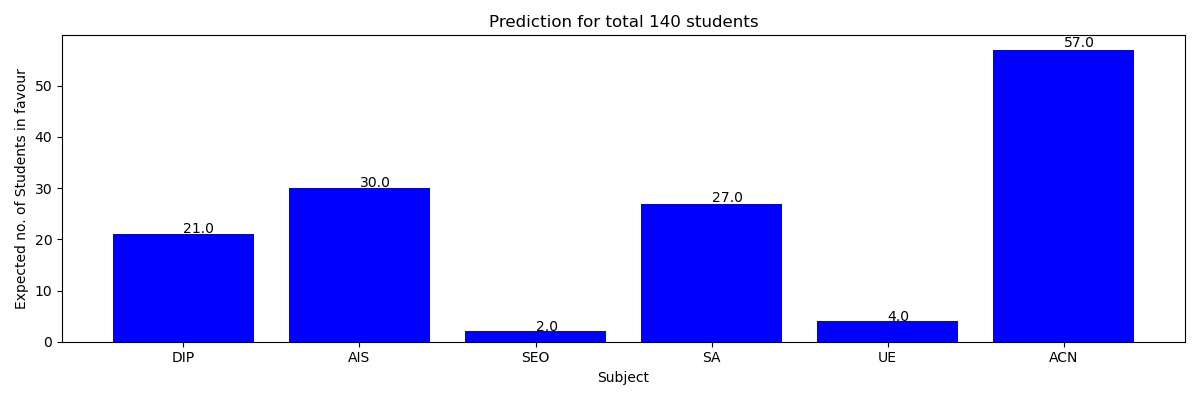 Prediction for total 140 students
Expected no. of Students in favour
50
40
30
20
10
0
21.0
30.0
2.0
27.0
4.0
57.0
DIP
AIS
SEO
SA
UE
ACN
Subject